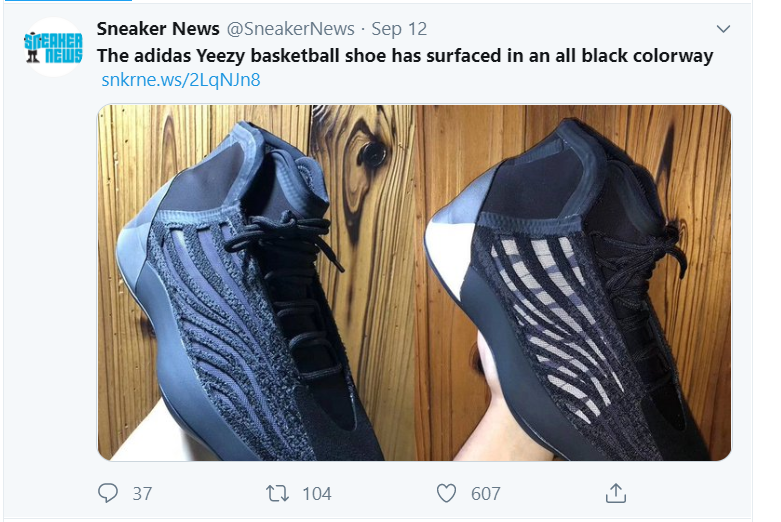 SNEAKER
NEWS
Sneaker News @SneakerNews · Sep 12
The adidas Yeezy basketball shoe has surfaced in an all black colorway
snkrne.ws/2LqNJn8
37 104 607